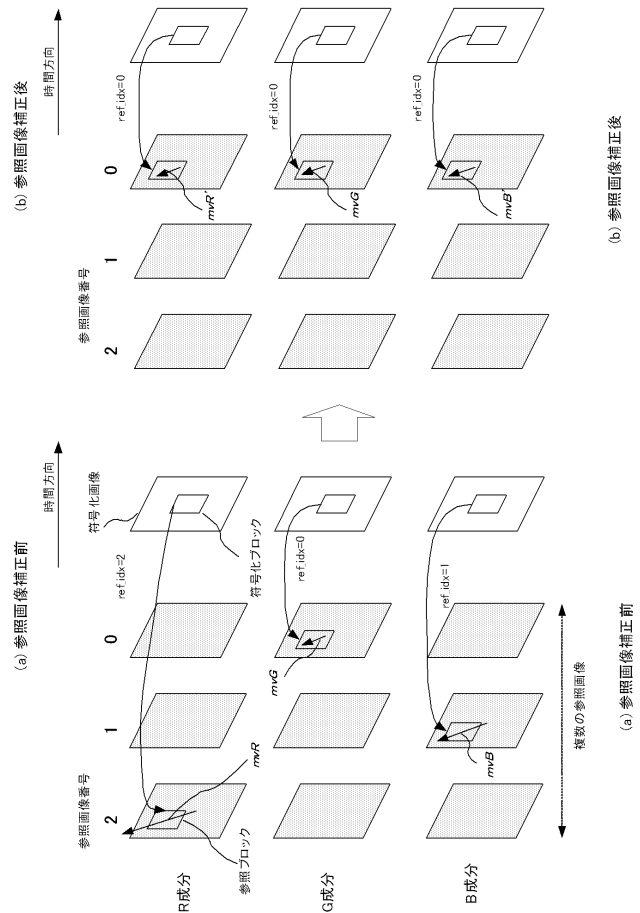 (a) 参照画像補正前
時間方向
参照画像番号
2
1
0
符号化画像
ref_idx=2
R成分
mvR
参照ブロック
符号化ブロック
G成分
mvG
ref_idx=0
B成分
mvB
ref_idx=1
複数の参照画像
(a) 参照画像補正前
(b) 参照画像補正後
時間方向
参照画像番号
2
1
0
ref_idx=0
mvR'
ref_idx=0
mvG
ref_idx=0
mvB'
(b) 参照画像補正後